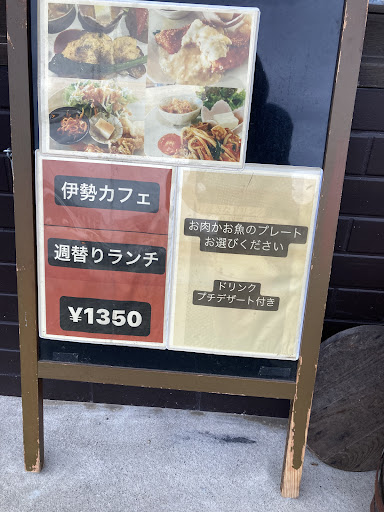 伊勢カフェ
週替りランチ
¥1350
お肉かお魚のプレート
お選びください
ドリンク
プチデザート付き